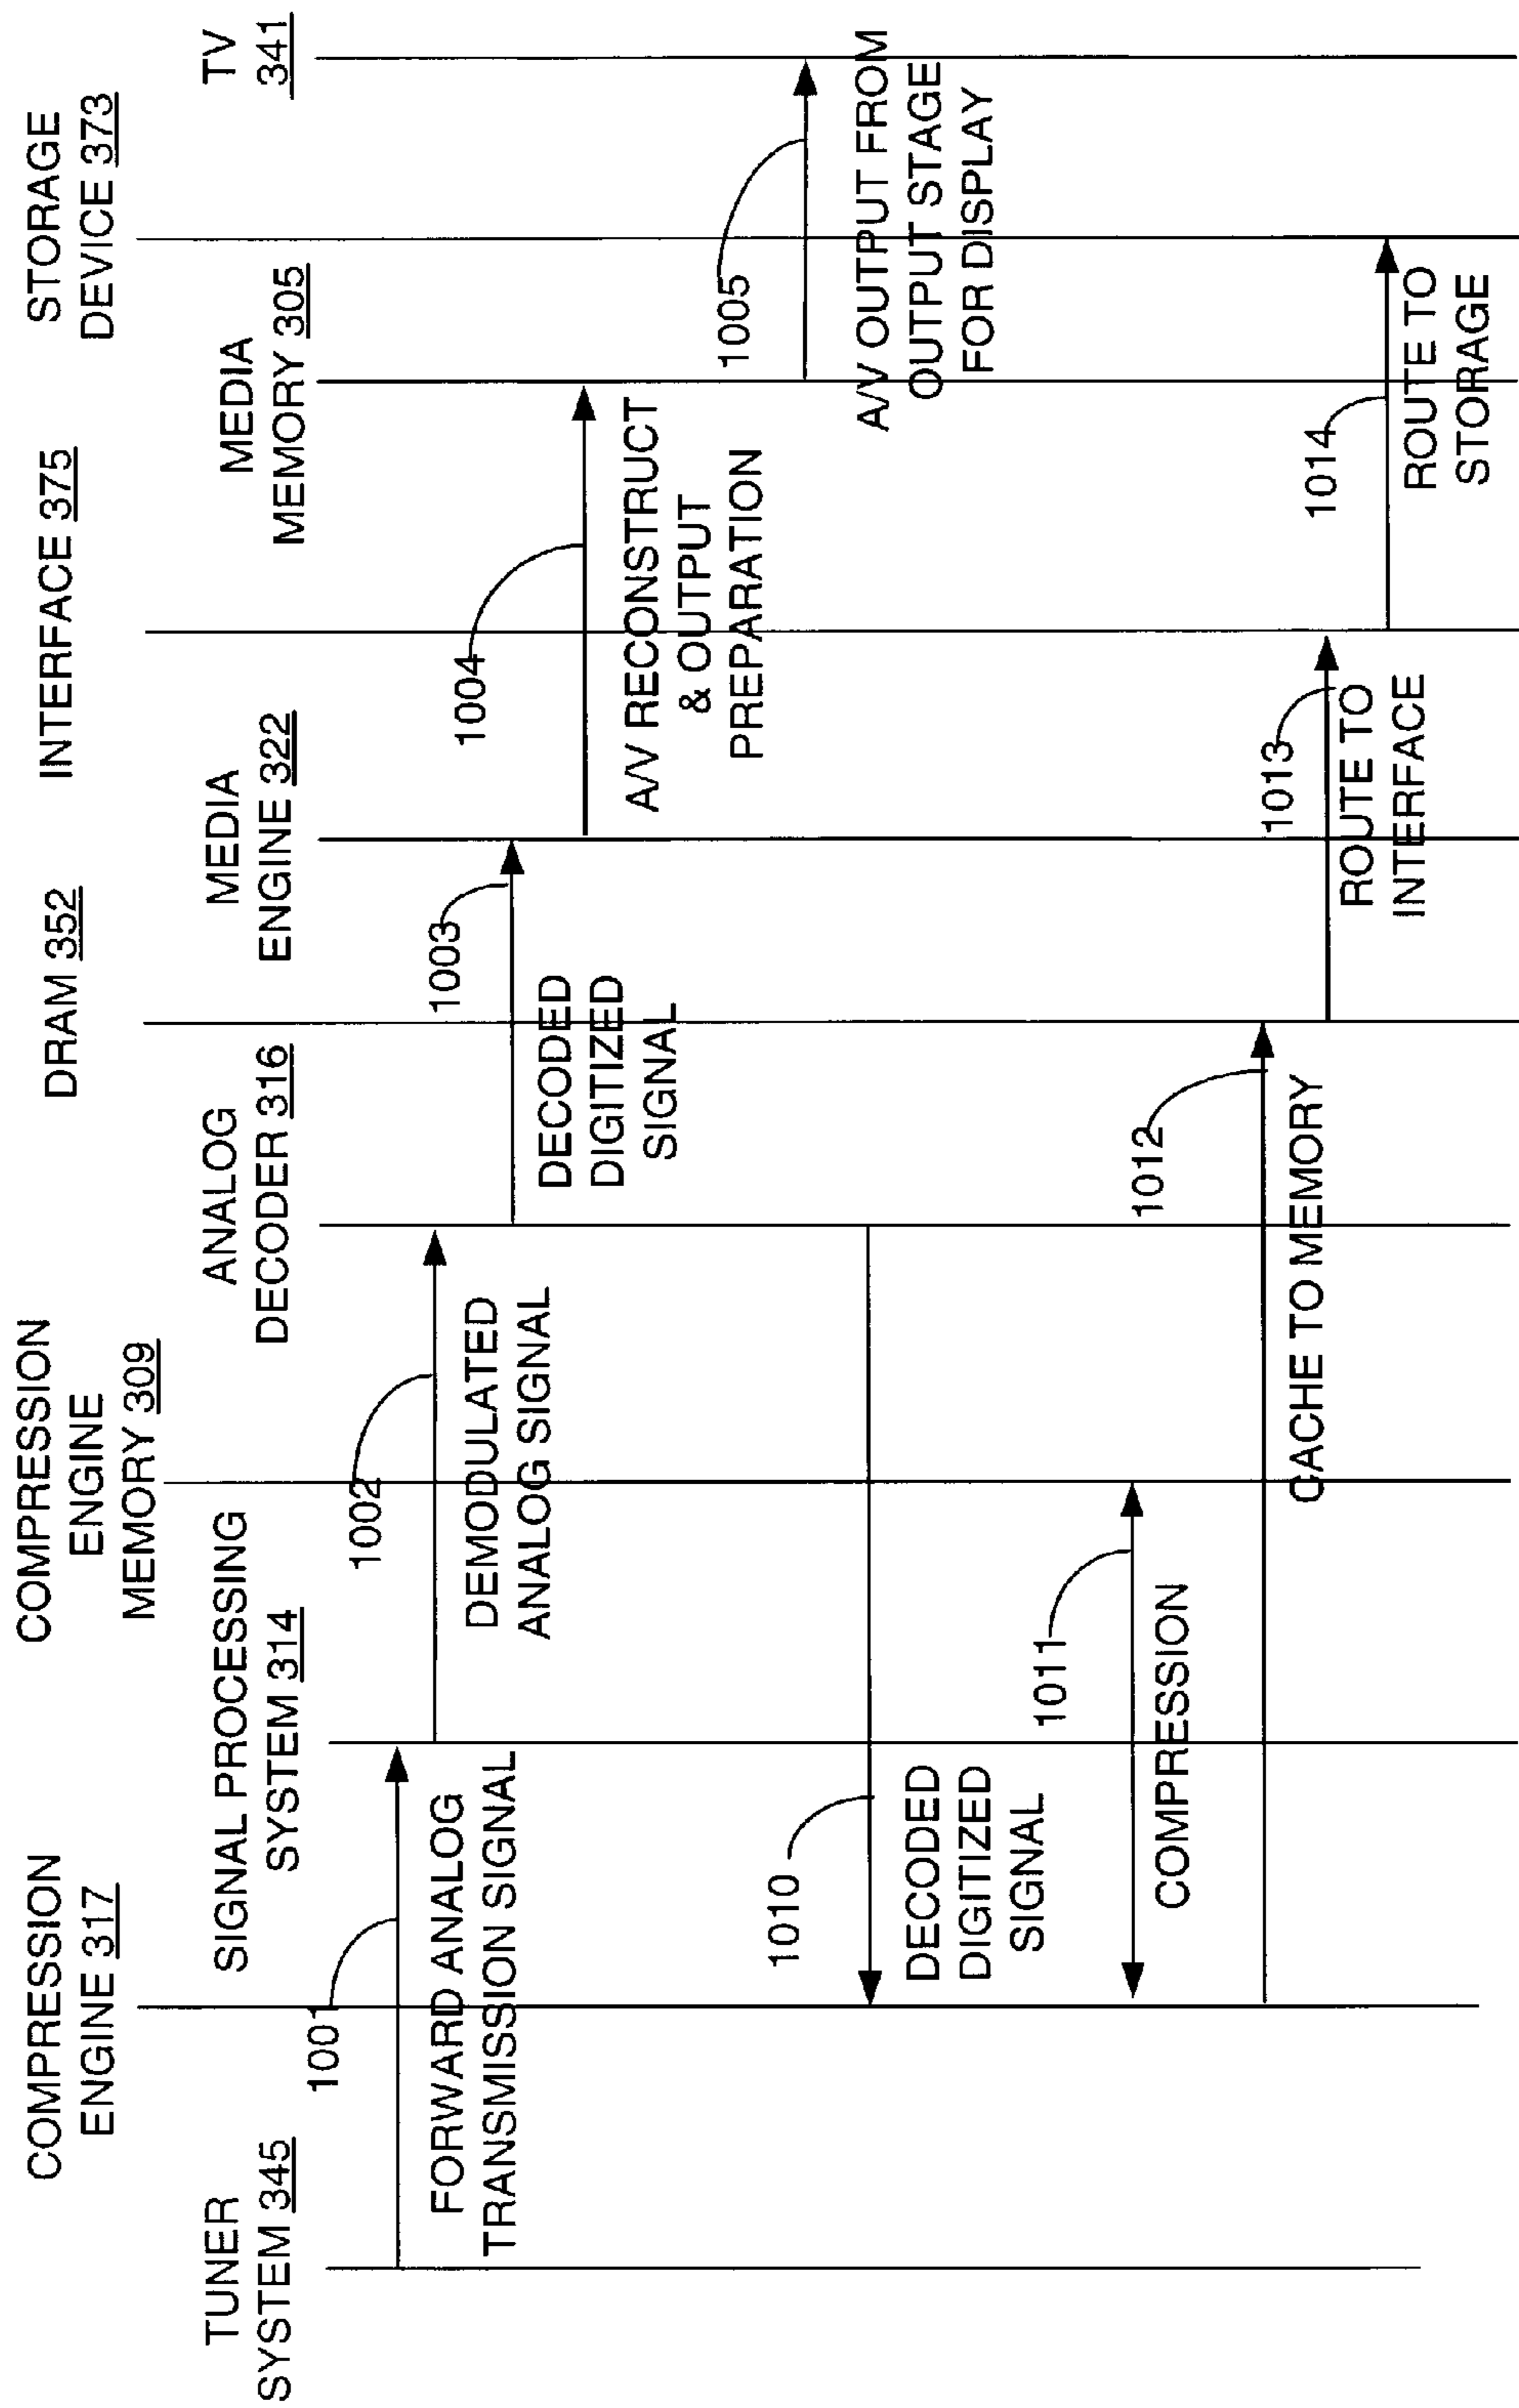 COMPRESSION
ENGINE 317
COMPRESSION
ENGINE
MEMORY 309
DRAM 352
INTERFACE 375
STORAGE
DEVICE 373
TUNER
SYSTEM 345
SIGNAL PROCESSING
SYSTEM 314
ANALOG
DECODER 316
MEDIA
ENGINE 322
MEDIA
MEMORY 305
TV
341
1001
FORWARD ANALOG
TRANSMISSION SIGNAL
1002
DEMODULATED
ANALOG SIGNAL
1003
DECODED
DIGITIZED
SIGNAL
1004
A/V RECONSTRUCT
& OUTPUT
PREPARATION
1005
A/V OUTPUT FROM
OUTPUT STAGE
FOR DISPLAY
1010
DECODED
DIGITIZED
SIGNAL
1011
COMPRESSION
1012
CACHE TO MEMORY
1013
ROUTE TO
INTERFACE
1014
ROUTE TO
STORAGE